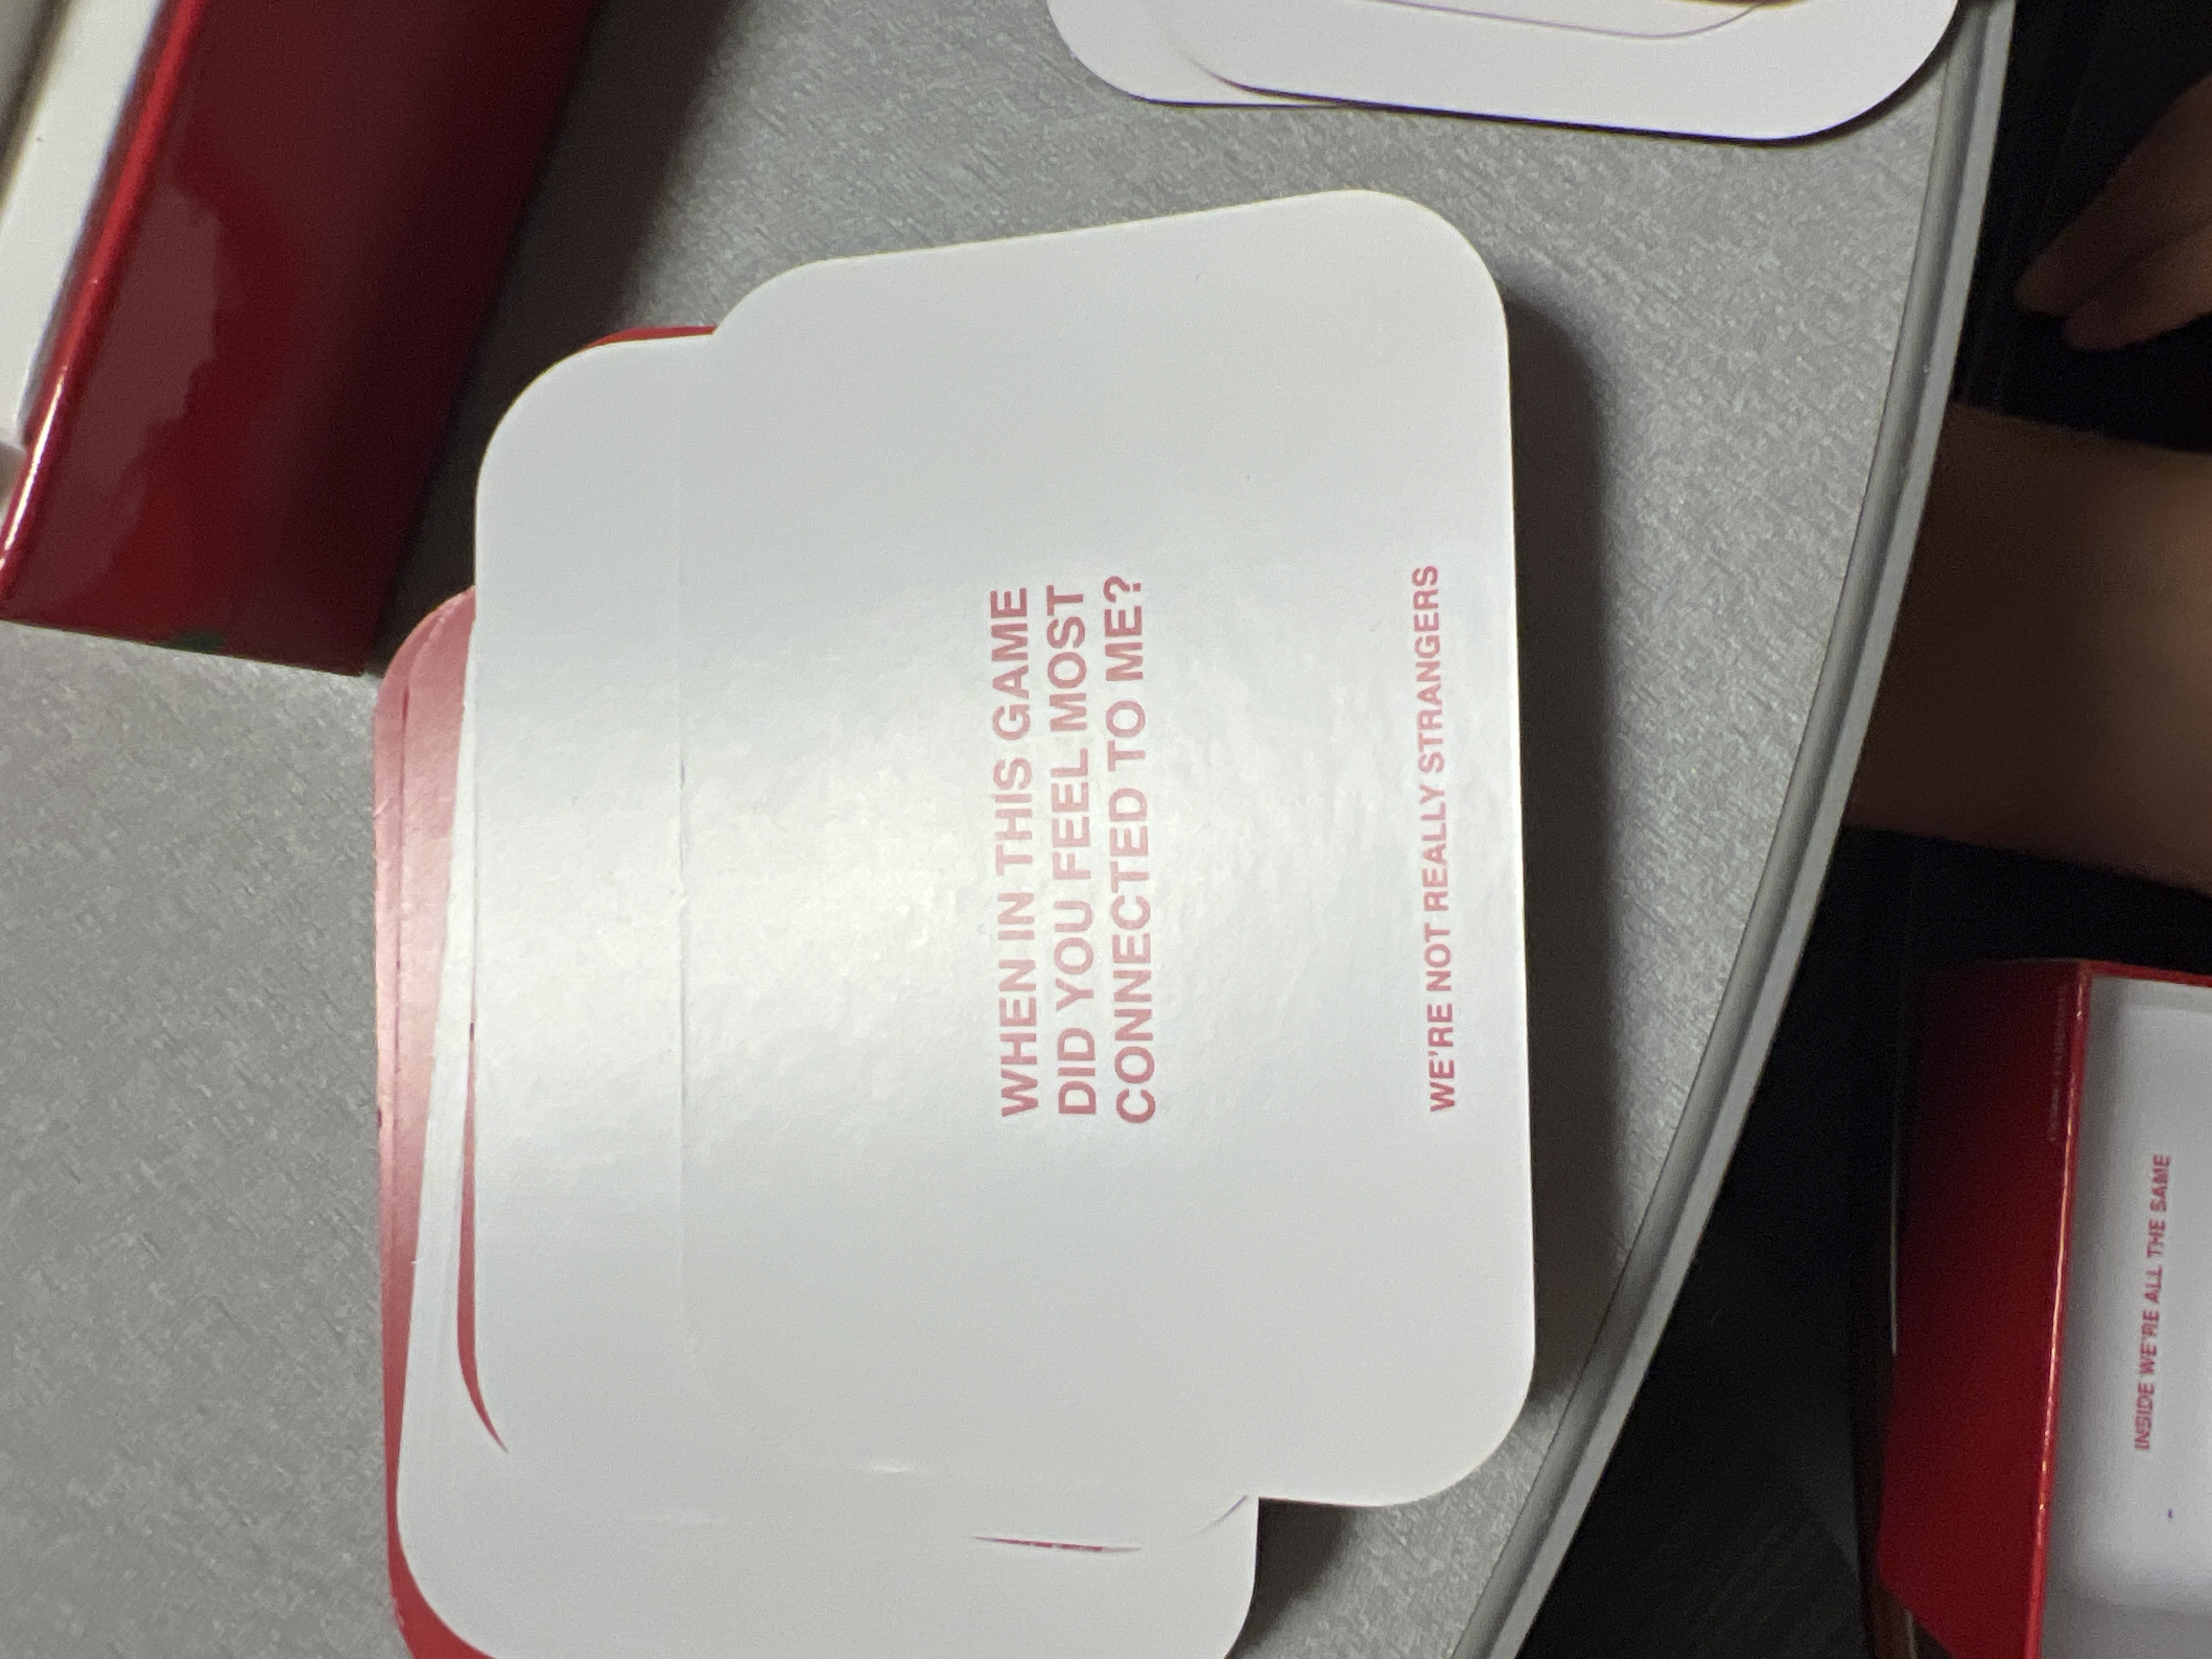 WHEN IN THIS GAME
DID YOU FEEL MOST
CONNECTED TO ME?
WE'RE NOT REALLY STRANGERS
INSIDE WE'RE ALL THE SAME